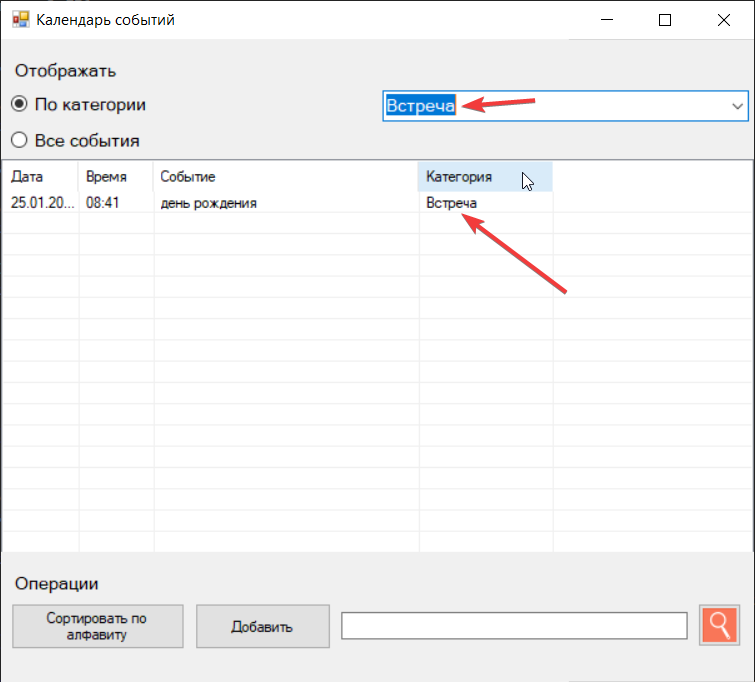 Календарь событий
Отображать
По категории
Встреча
Все события
Дата Время Событие Категория
25.01.20... 08:41 день рождения Встреча
Операции
Сортировать по
алфавиту
Добавить